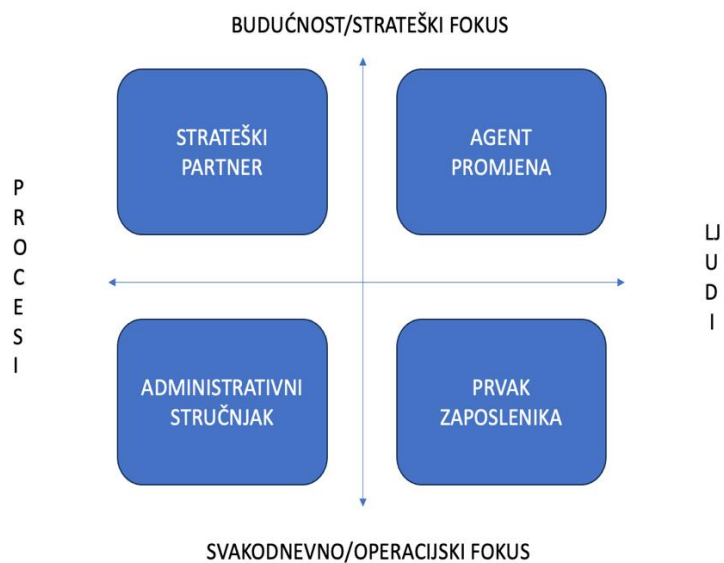 BUDUĆNOST/STRATEŠKI FOKUS
STRATEŠKI
PARTNER
AGENT
PROMJENA
P
R
O
C
E
S
I
LJ
U
D
I
ADMINISTRATIVNI
STRUČNJAK
PRVAK
ZAPOSLENIKA
SVAKODNEVNO/OPERACIJSKI FOKUS